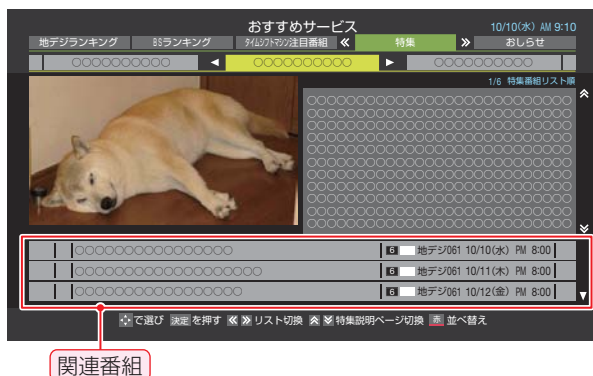 おすすめサービス
10/10(水) AM 9:10
地デジランキング BSランキング タイムシフトマシン注目番組 特集 おしらせ
○○○○○○○○○○ ◀ ○○○○○○○○○○ ▶ ○○○○○○○○○○
1/6 特集番組リスト順
○○○○○○○○○○○○○○○○○○○○○○
○○○○○○○○○○○○○○○○○○○○○○
○○○○○○○○○○○○○○○○○○○○○○
○○○○○○○○○○○○○○○○○○○○○○
○○○○○○○○○○○○○○○○○○○○○○
○○○○○○○○○○○○○○○○○○○○○○
○○○○○○○○○○○○○○○○○○○○○○
○○○○○○○○○○○○○○○○○○○○○○
○○○○○○○○○○○○○○○○○○○○○○
○○○○○○○○○○○○○○○○○○○○○○
○○○○○○○○○○○○○○○○ 6 地デジ061 10/10(水) PM 8:00
○○○○○○○○○○○○○○○○○○○ 6 地デジ061 10/11(木) PM 8:00
○○○○○○○○○○○○○○○○○ 6 地デジ061 10/12(金) PM 8:00
で選び 決定 を押す リスト切換 特集説明ページ切換 赤 並べ替え
関連番組